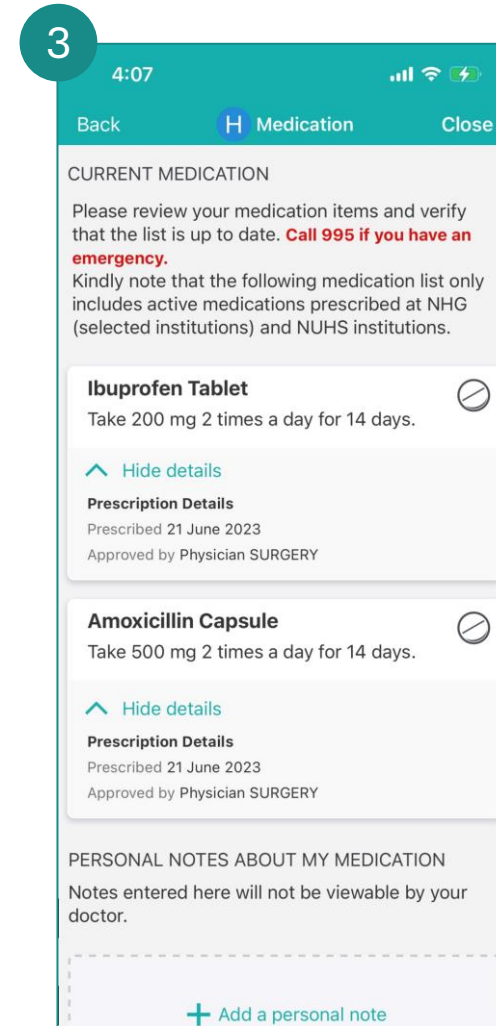 3
4:07
Back H Medication Close
CURRENT MEDICATION
Please review your medication items and verify
that the list is up to date. Call 995 if you have an
emergency.
Kindly note that the following medication list only
includes active medications prescribed at NHG
(selected institutions) and NUHS institutions.
Ibuprofen Tablet
Take 200 mg 2 times a day for 14 days.
Hide details
Prescription Details
Prescribed 21 June 2023
Approved by Physician SURGERY
Amoxicillin Capsule
Take 500 mg 2 times a day for 14 days.
Hide details
Prescription Details
Prescribed 21 June 2023
Approved by Physician SURGERY
PERSONAL NOTES ABOUT MY MEDICATION
Notes entered here will not be viewable by your
doctor.
+ Add a personal note